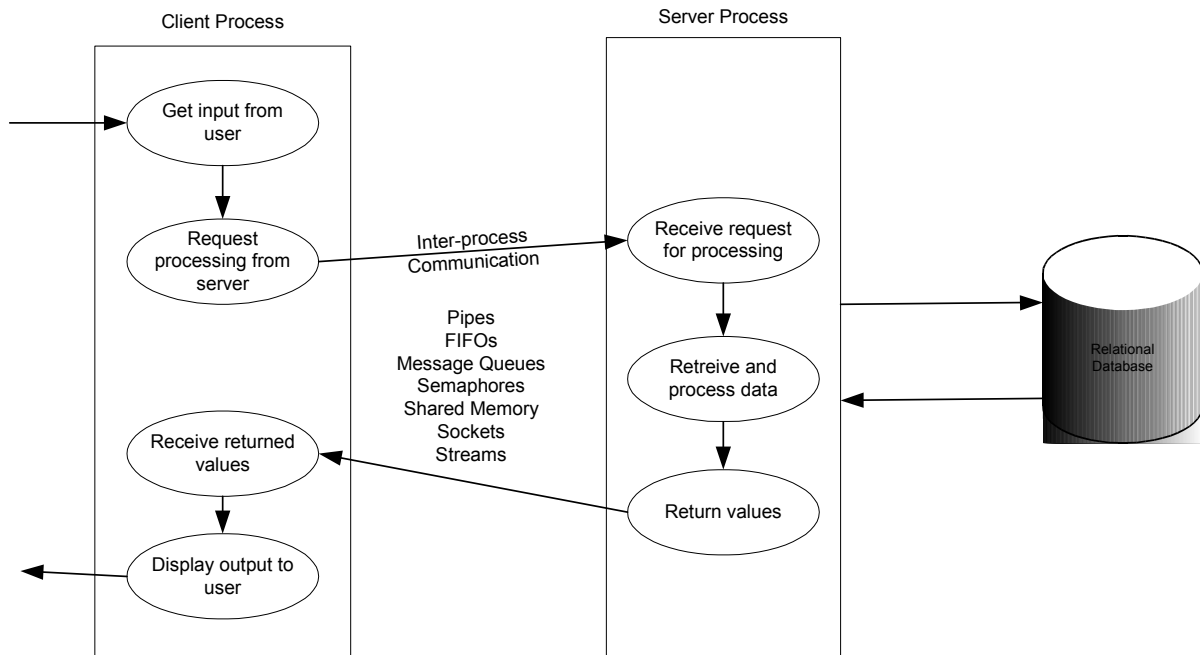 Client Process
Server Process
Get input from
user
Request
processing from
server
Inter-process
Communication
Receive request
for processing
Pipes
FIFOs
Message Queues
Semaphores
Shared Memory
Sockets
Streams
Retreive and
process data
Relational
Database
Receive returned
values
Return values
Display output to
user